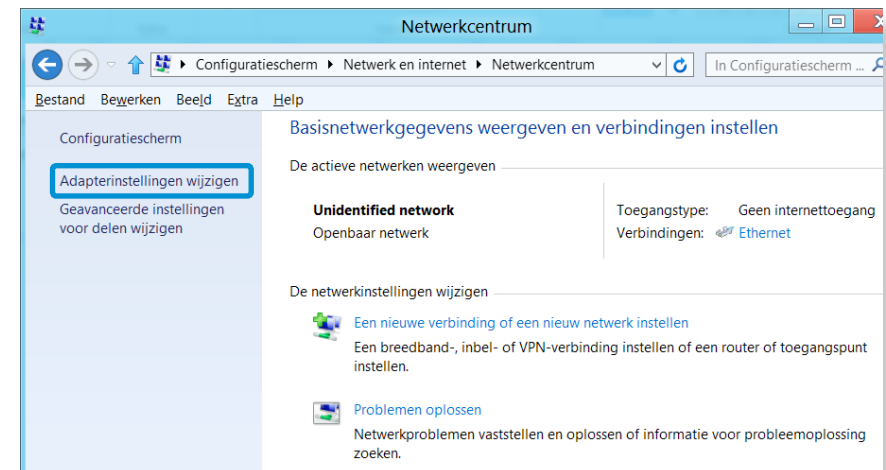 Netwerkcentrum
Configuratiescherm Netwerk en internet Netwerkcentrum In Configuratiescherm ...
Bestand Bewerken Beeld Extra Help
Configuratiescherm
Adapterinstellingen wijzigen
Geavanceerde instellingen
voor delen wijzigen
Basisnetwerkgegevens weergeven en verbindingen instellen
De actieve netwerken weergeven
Unidentified network
Openbaar netwerk
Toegangstype: Geen internettoegang
Verbindingen: Ethernet
De netwerkinstellingen wijzigen
Een nieuwe verbinding of een nieuw netwerk instellen
Een breedband-, inbel- of VPN-verbinding instellen of een router of toegangspunt
instellen.
Problemen oplossen
Netwerkproblemen vaststellen en oplossen of informatie voor probleemoplossing
zoeken.